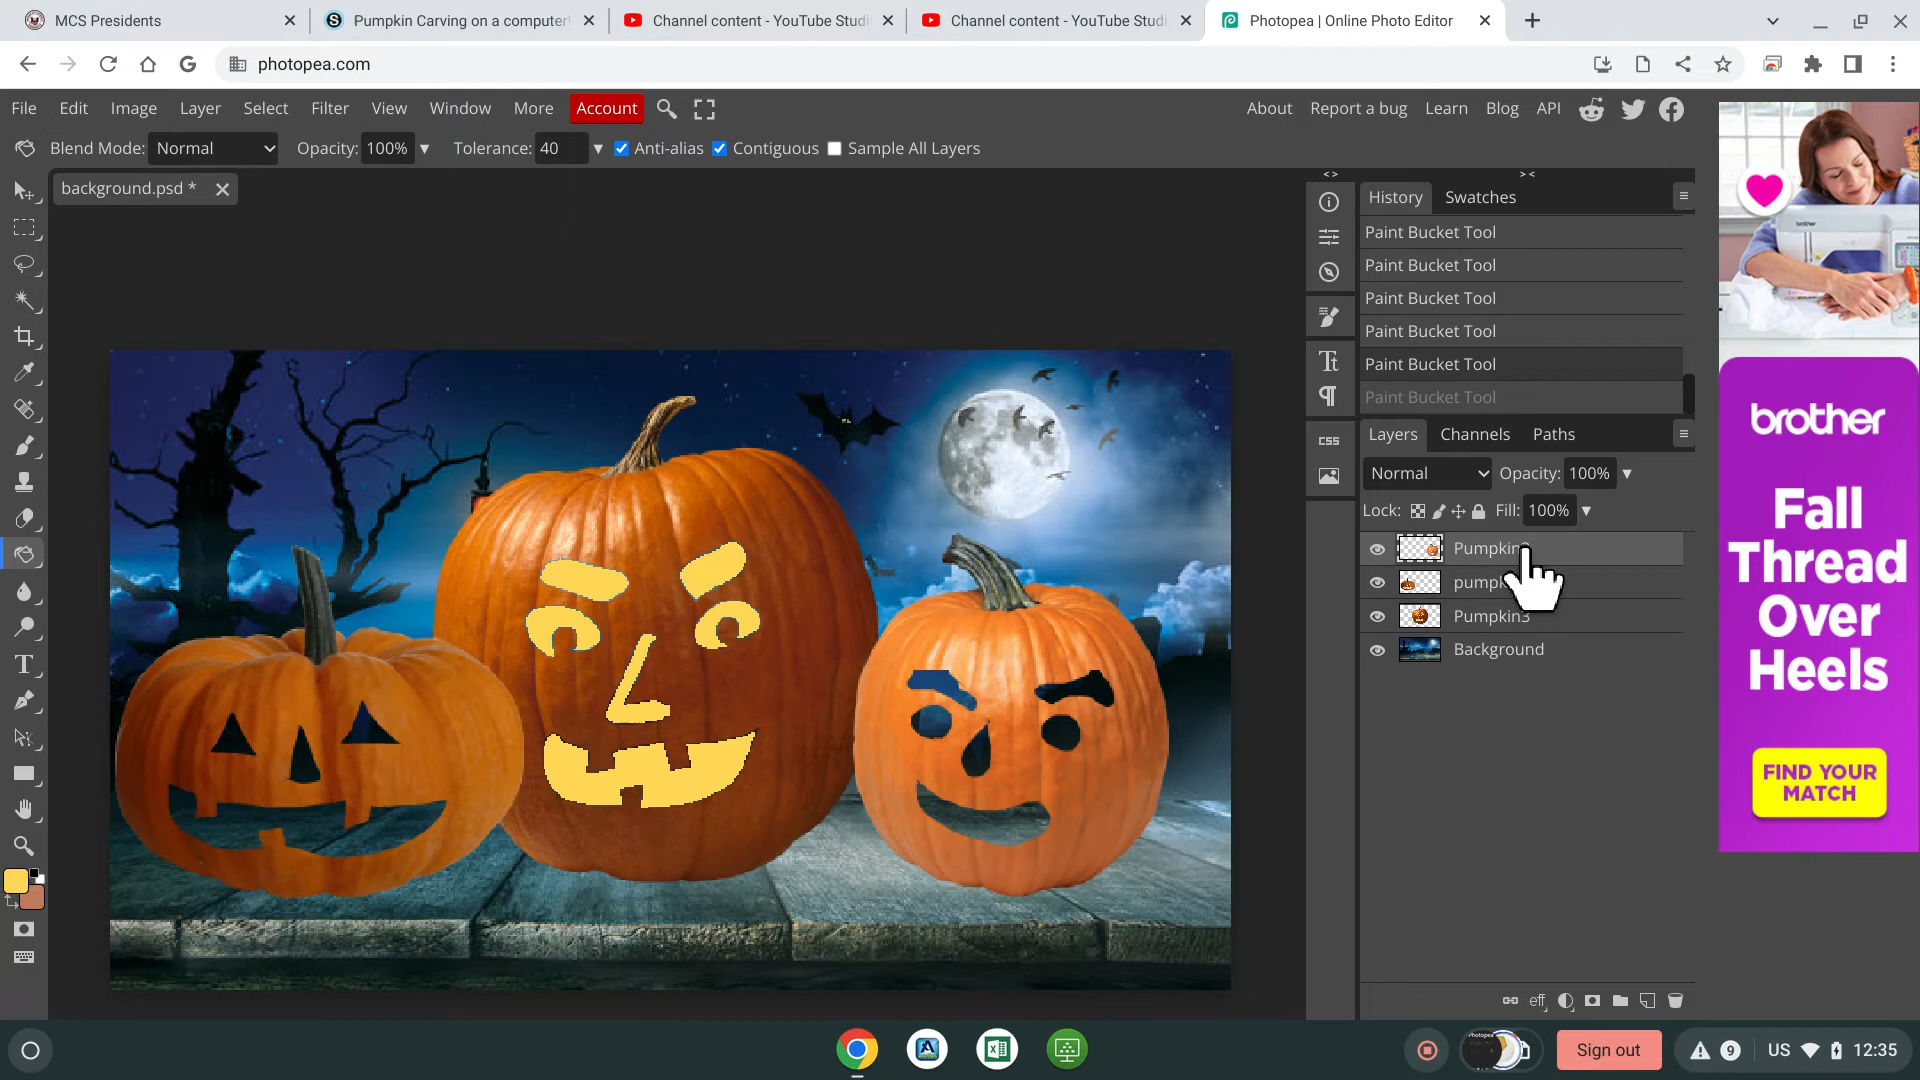 MCS Presidents
Pumpkin Carving on a computer!
Channel content - YouTube Studi
Channel content - YouTube Studi
Photopea | Online Photo Editor
photopea.com
File Edit Image Layer Select Filter View Window More Account
About Report a bug Learn Blog API
Blend Mode: Normal Opacity: 100% Tolerance: 40 Anti-alias Contiguous Sample All Layers
background.psd *
History Swatches
Paint Bucket Tool
Paint Bucket Tool
Paint Bucket Tool
Paint Bucket Tool
Paint Bucket Tool
Paint Bucket Tool
CSS
Layers Channels Paths
Normal Opacity: 100%
Lock: Fill: 100%
Pumpkin3
Background
eff
brother
brother
Fall
Thread
Over
Heels
FIND YOUR
MATCH
Sign out
9
US 12:35